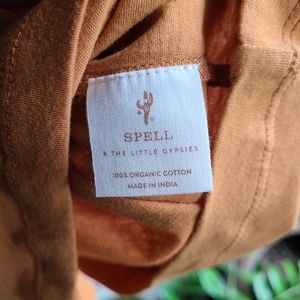 SPELL
& THE LITTLE GYPSIES
100% ORGANIC COTTON
MADE IN INDIA